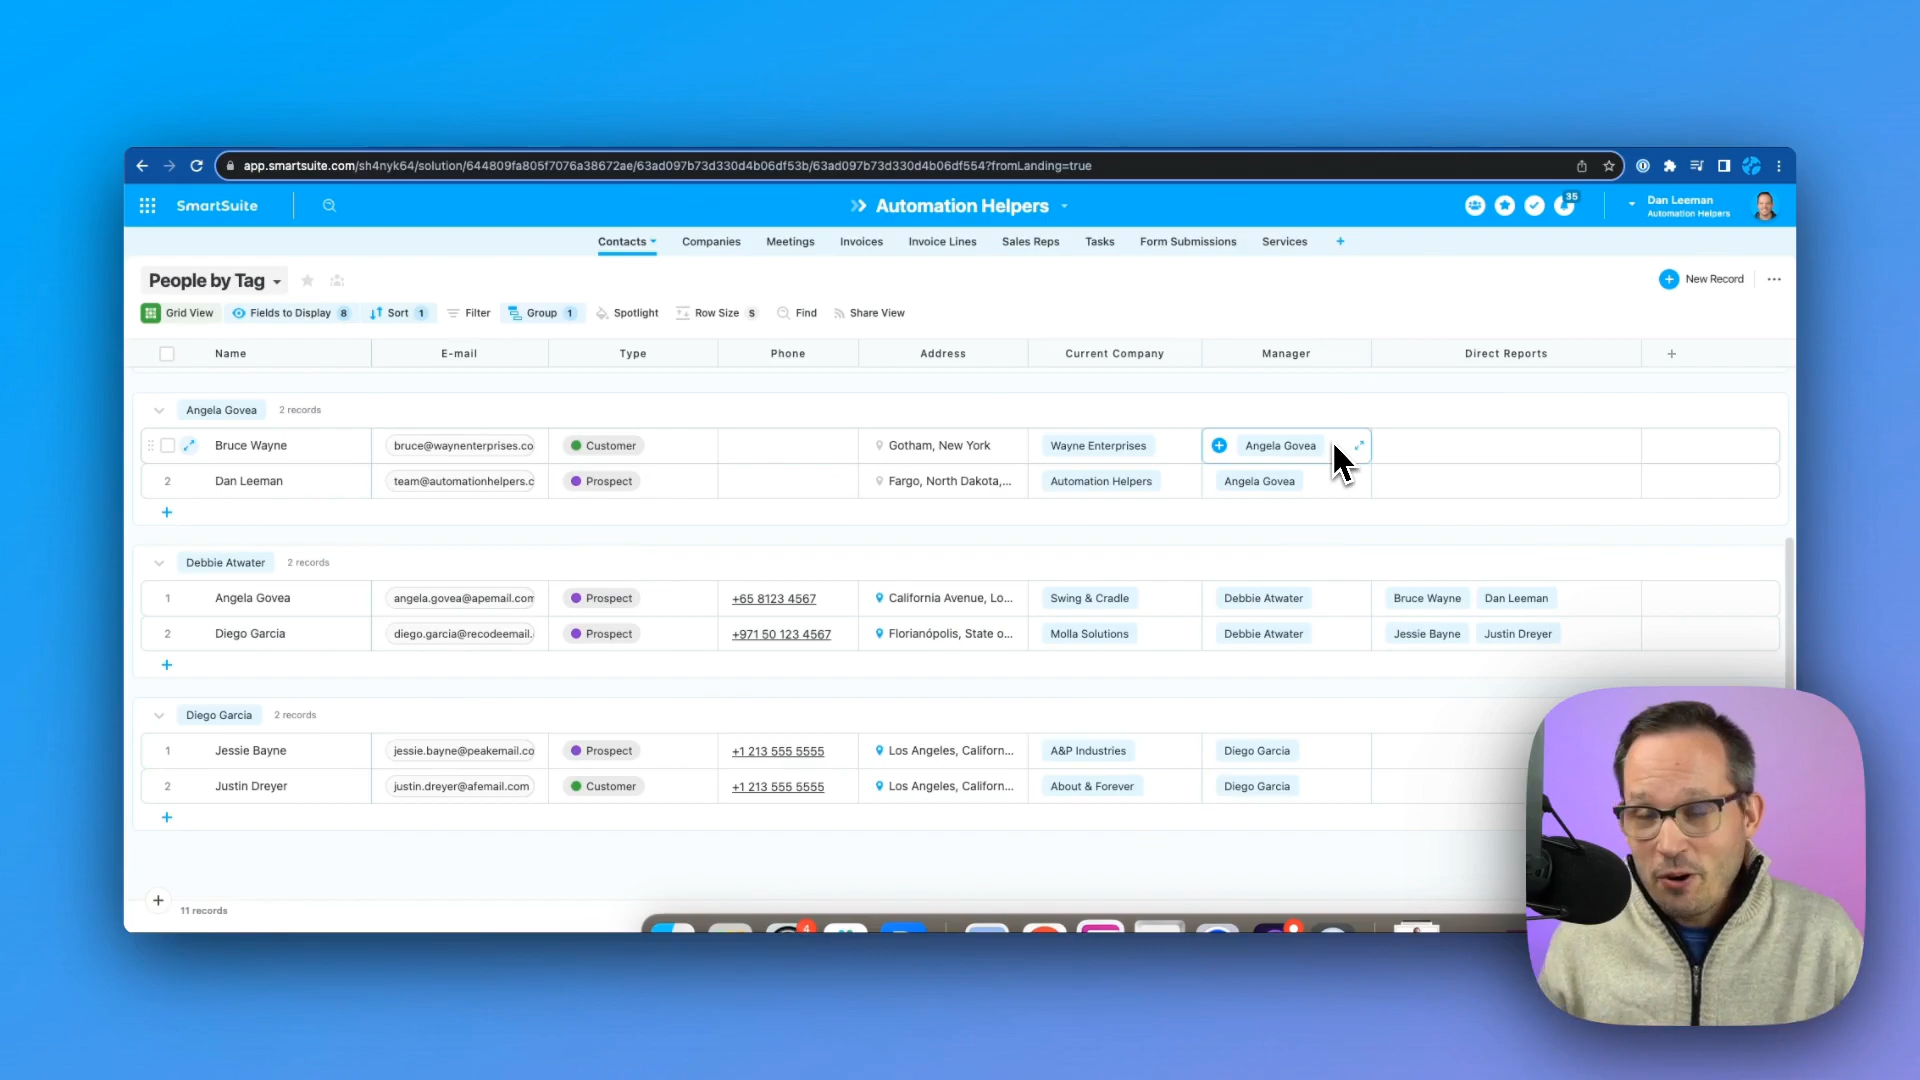 app.smartsuite.com/sh4nyk64/solution/644809fa805f7076a38672ae/63ad097b73d330d4b06df53b/63ad097b73d330d4b06df554?fromLanding=true
SmartSuite
Automation Helpers
35
Dan Leeman
Automation Helpers
Contacts Companies Meetings Invoices Invoice Lines Sales Reps Tasks Form Submissions Services +
People by Tag
New Record
Grid View Fields to Display 8 Sort 1 Filter Group 1 Spotlight Row Size S Find Share View
Name E-mail Type Phone Address Current Company Manager Direct Reports +
Angela Govea 2 records
Bruce Wayne bruce@waynenterprises.co Customer Gotham, New York Wayne Enterprises Angela Govea
2 Dan Leeman team@automationhelpers.c Prospect Fargo, North Dakota,... Automation Helpers Angela Govea
+
Debbie Atwater 2 records
1 Angela Govea angela.govea@apemail.com Prospect +65 8123 4567 California Avenue, Lo... Swing & Cradle Debbie Atwater Bruce Wayne Dan Leeman
2 Diego Garcia diego.garcia@recodeemail. Prospect +971 50 123 4567 Florianópolis, State o... Molla Solutions Debbie Atwater Jessie Bayne Justin Dreyer
+
Diego Garcia 2 records
1 Jessie Bayne jessie.bayne@peakemail.co Prospect +1 213 555 5555 Los Angeles, Californ... A&P Industries Diego Garcia
2 Justin Dreyer justin.dreyer@afemail.com Customer +1 213 555 5555 Los Angeles, Californ... About & Forever Diego Garcia
+
+ 11 records
4